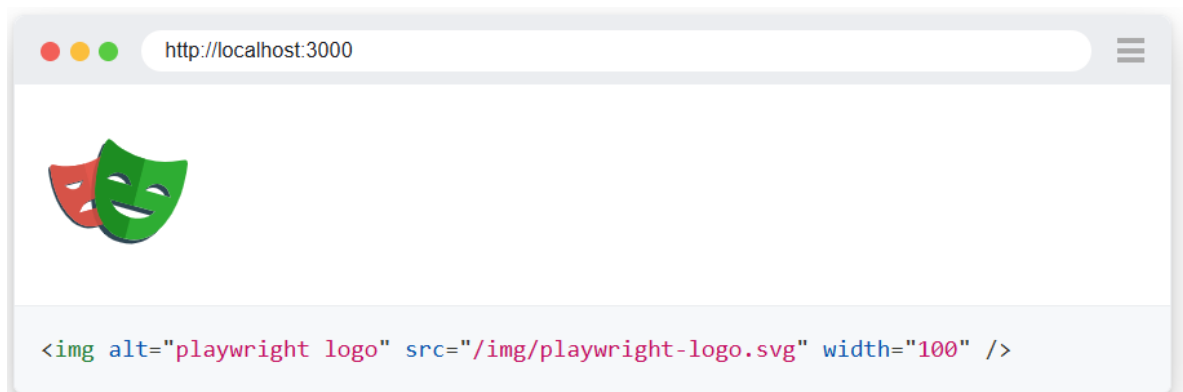 http://localhost:3000
<img alt="playwright logo" src="/img/playwright-logo.svg" width="100" />